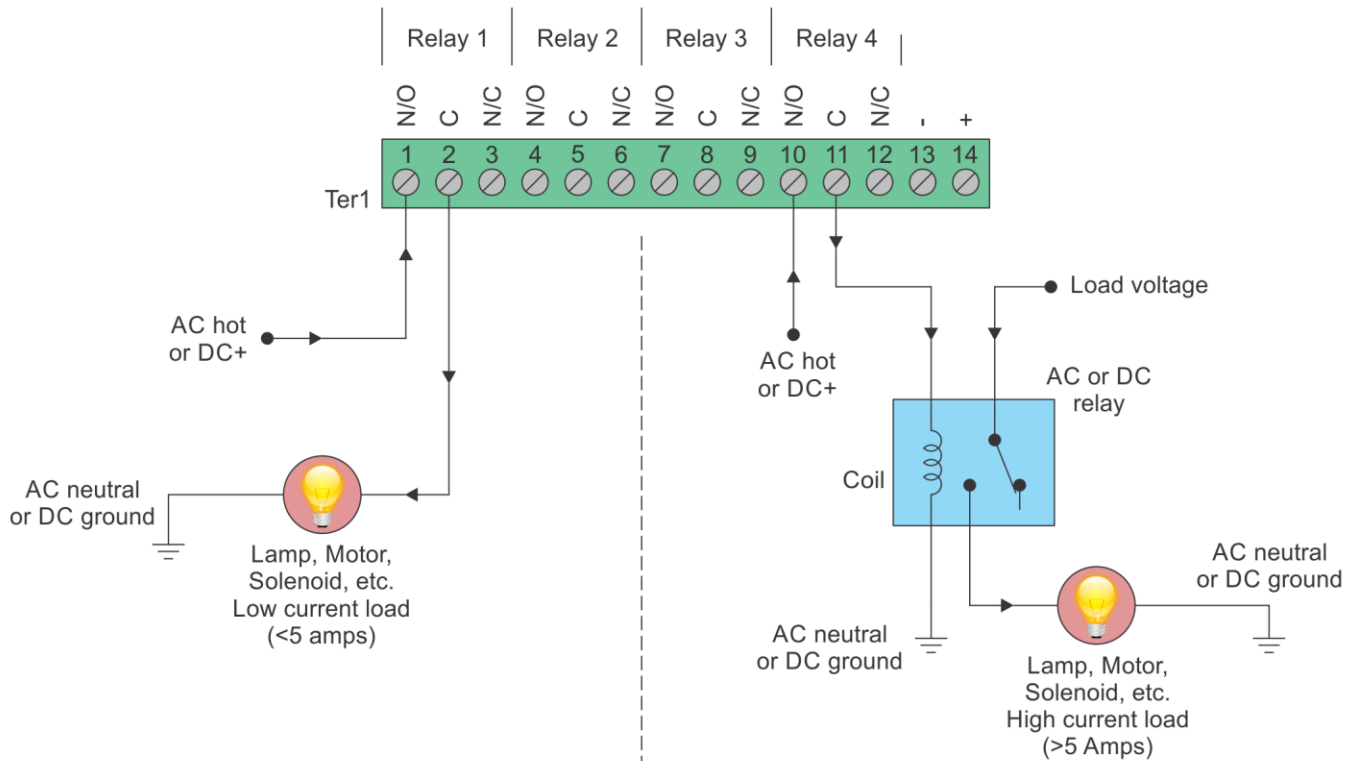 Relay 1 Relay 2 Relay 3 Relay 4
N/O C N/C N/O C N/C N/O C N/C N/O C N/C - +
1 2 3 4 5 6 7 8 9 10 11 12 13 14
Ter1
AC hot
or DC+
AC neutral
or DC ground
Lamp, Motor,
Solenoid, etc.
Low current load
(<5 amps)
AC hot
or DC+
Load voltage
AC or DC
relay
Coil
AC neutral
or DC ground
AC neutral
or DC ground
Lamp, Motor,
Solenoid, etc.
High current load
(>5 Amps)